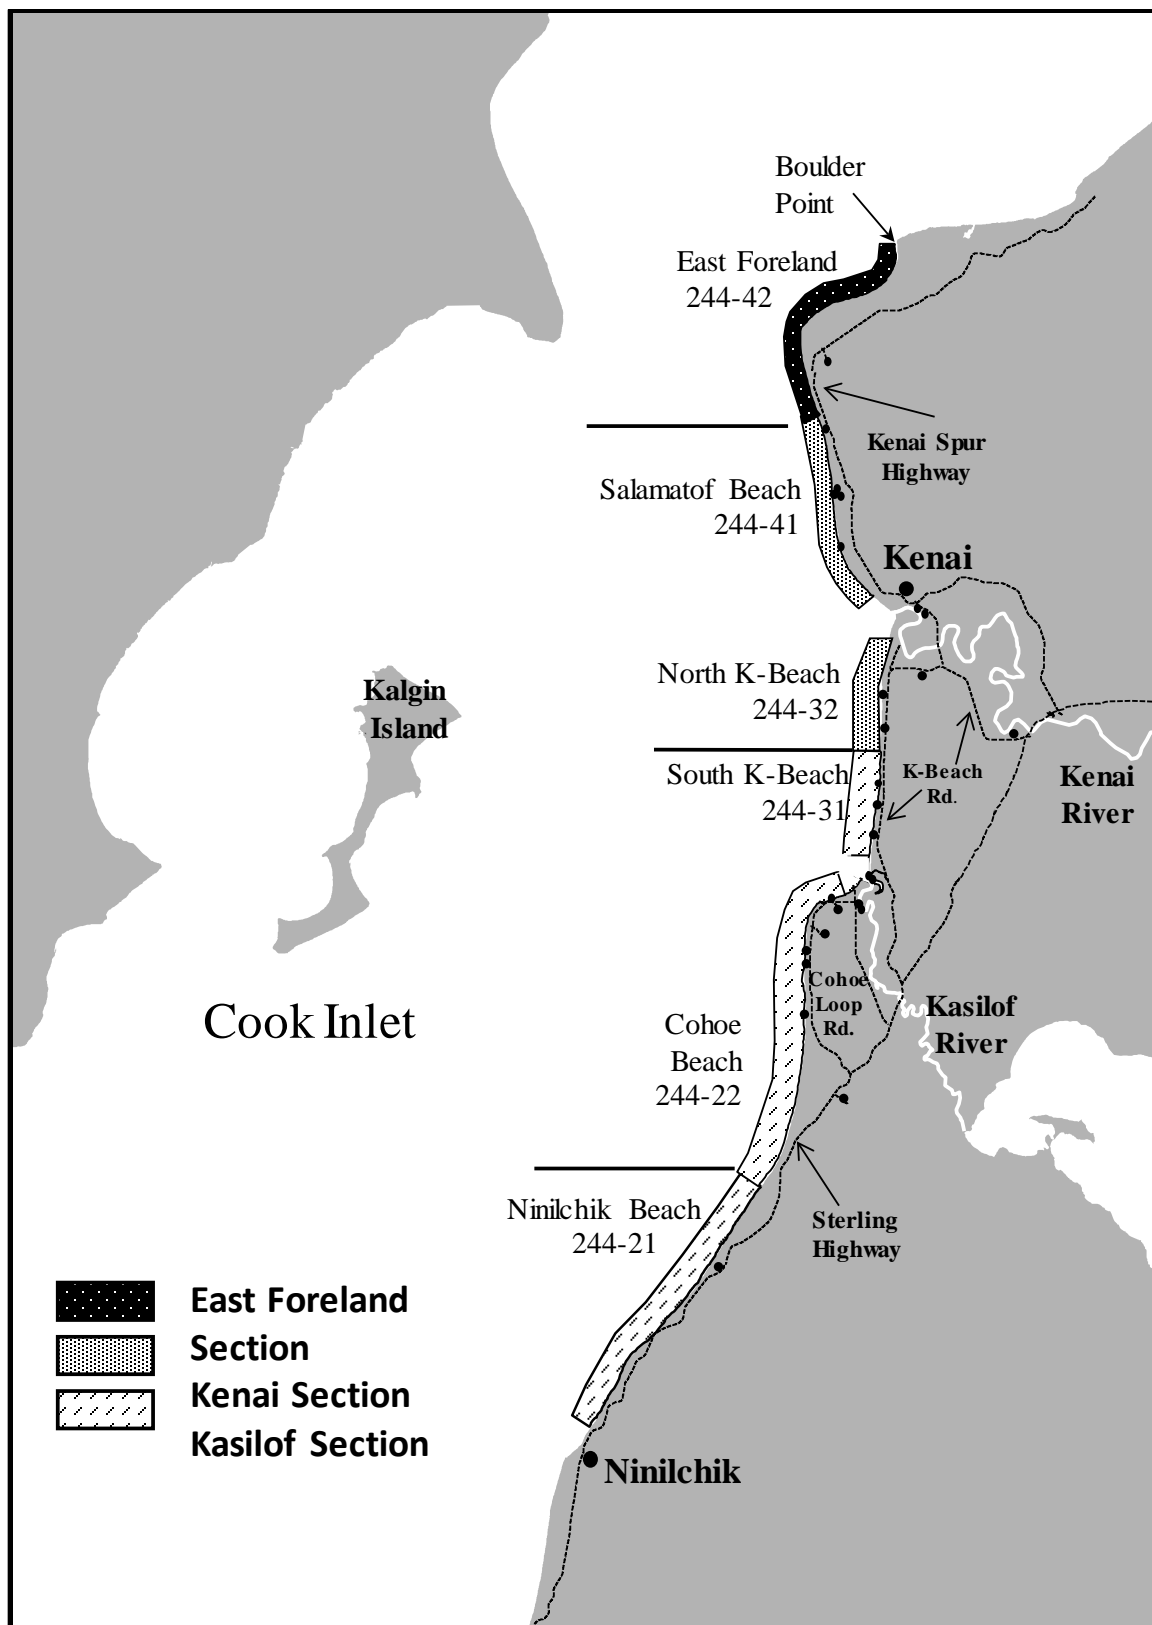 Boulder
Point
East Foreland
244-42
Kenai Spur
Highway
Salamatof Beach
244-41
Kenai
North K-Beach
244-32
Kalgin
Island
South K-Beach
244-31
K-Beach
Rd.
Kenai
River
Cohoe
Loop
Rd.
Kasilof
River
Cook Inlet
Cohoe
Beach
244-22
Ninilchik Beach
244-21
Sterling
Highway
East Foreland
Section
Kenai Section
Kasilof Section
Ninilchik